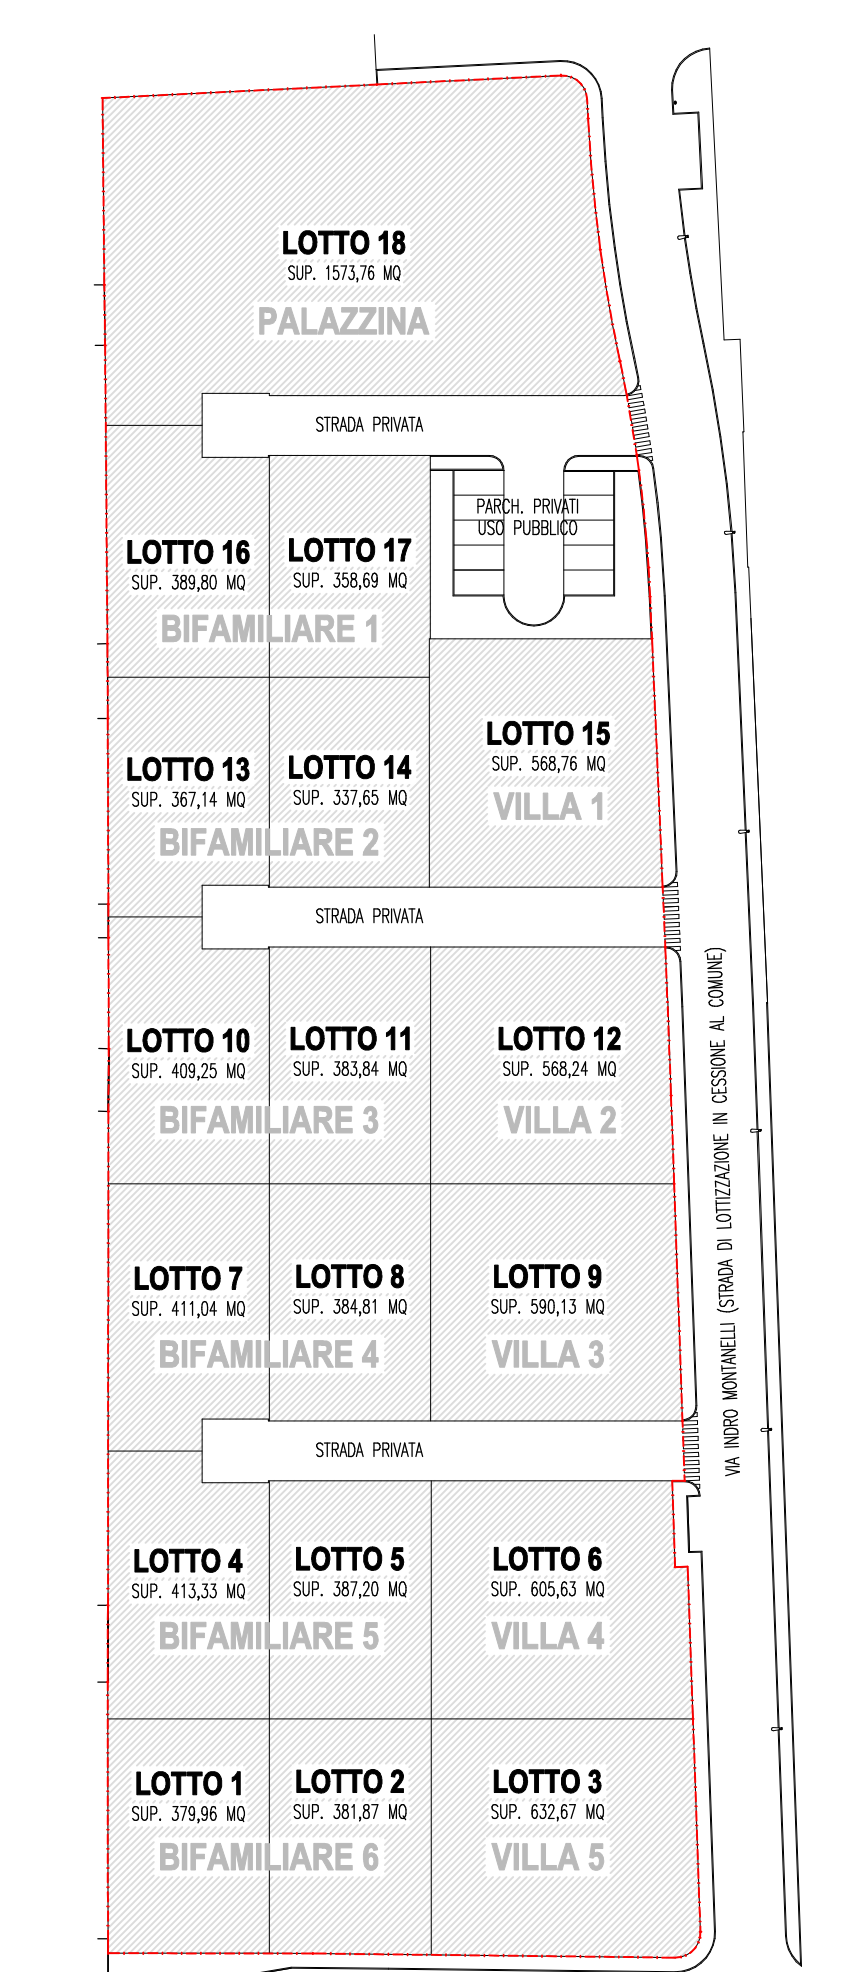 LOTTO 18
SUP. 1573,76 MQ
PALAZZINA
STRADA PRIVATA
PARCH. PRIVATI
USO PUBBLICO
LOTTO 16
SUP. 389,80 MQ
LOTTO 17
SUP. 358,69 MQ
BIFAMILIARE 1
LOTTO 15
SUP. 568,76 MQ
VILLA 1
LOTTO 13
SUP. 367,14 MQ
LOTTO 14
SUP. 337,65 MQ
BIFAMILIARE 2
STRADA PRIVATA
LOTTO 10
SUP. 409,25 MQ
LOTTO 11
SUP. 383,84 MQ
BIFAMILIARE 3
LOTTO 12
SUP. 568,24 MQ
VILLA 2
VIA INDRO MONTANELLI (STRADA DI LOTTIZZAZIONE IN CESSIONE AL COMUNE)
LOTTO 7
SUP. 411,04 MQ
LOTTO 8
SUP. 384,81 MQ
BIFAMILIARE 4
LOTTO 9
SUP. 590,13 MQ
VILLA 3
STRADA PRIVATA
LOTTO 4
SUP. 413,33 MQ
LOTTO 5
SUP. 387,20 MQ
BIFAMILIARE 5
LOTTO 6
SUP. 605,63 MQ
VILLA 4
LOTTO 1
SUP. 379,96 MQ
LOTTO 2
SUP. 381,87 MQ
BIFAMILIARE 6
LOTTO 3
SUP. 632,67 MQ
VILLA 5